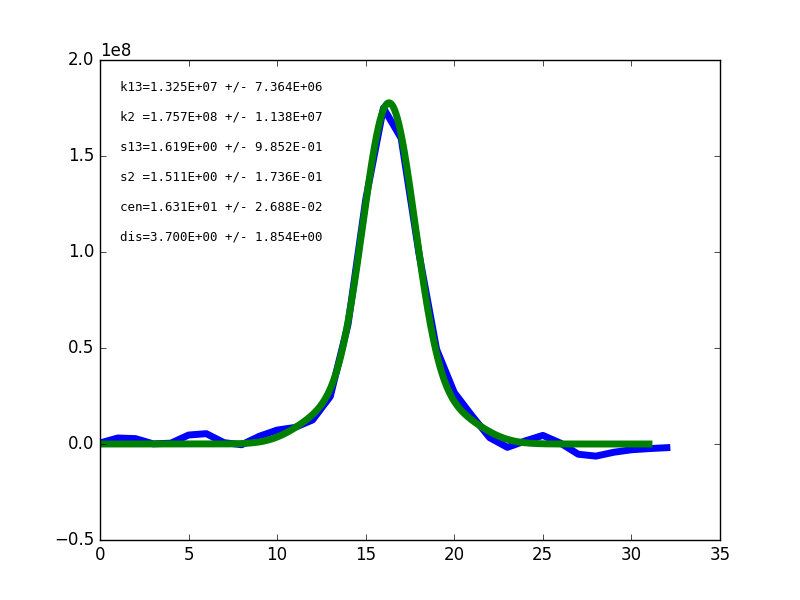 1e8
2.0
k13=1.325E+07 +/- 7.364E+06
k2 =1.757E+08 +/- 1.138E+07
1.5
s13=1.619E+00 +/- 9.852E-01
s2 =1.511E+00 +/- 1.736E-01
cen=1.631E+01 +/- 2.688E-02
dis=3.700E+00 +/- 1.854E+00
1.0
0.5
0.0
−0.5
0 5 10 15 20 25 30 35